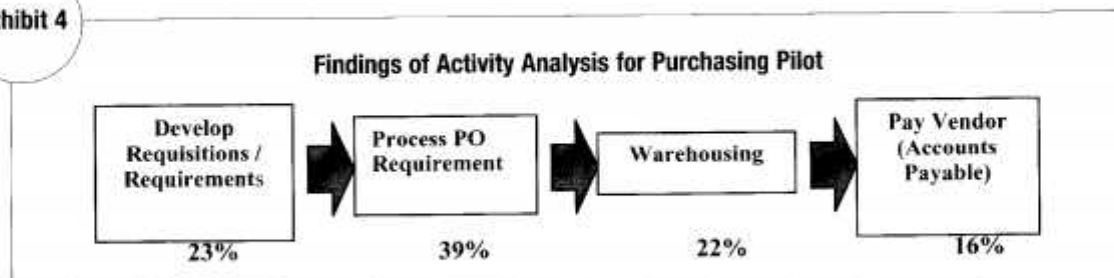 hibit 4
Findings of Activity Analysis for Purchasing Pilot
Develop
Requisitions /
Requirements
23%
Process PO
Requirement
39%
Warehousing
22%
Pay Vendor
(Accounts
Payable)
16%